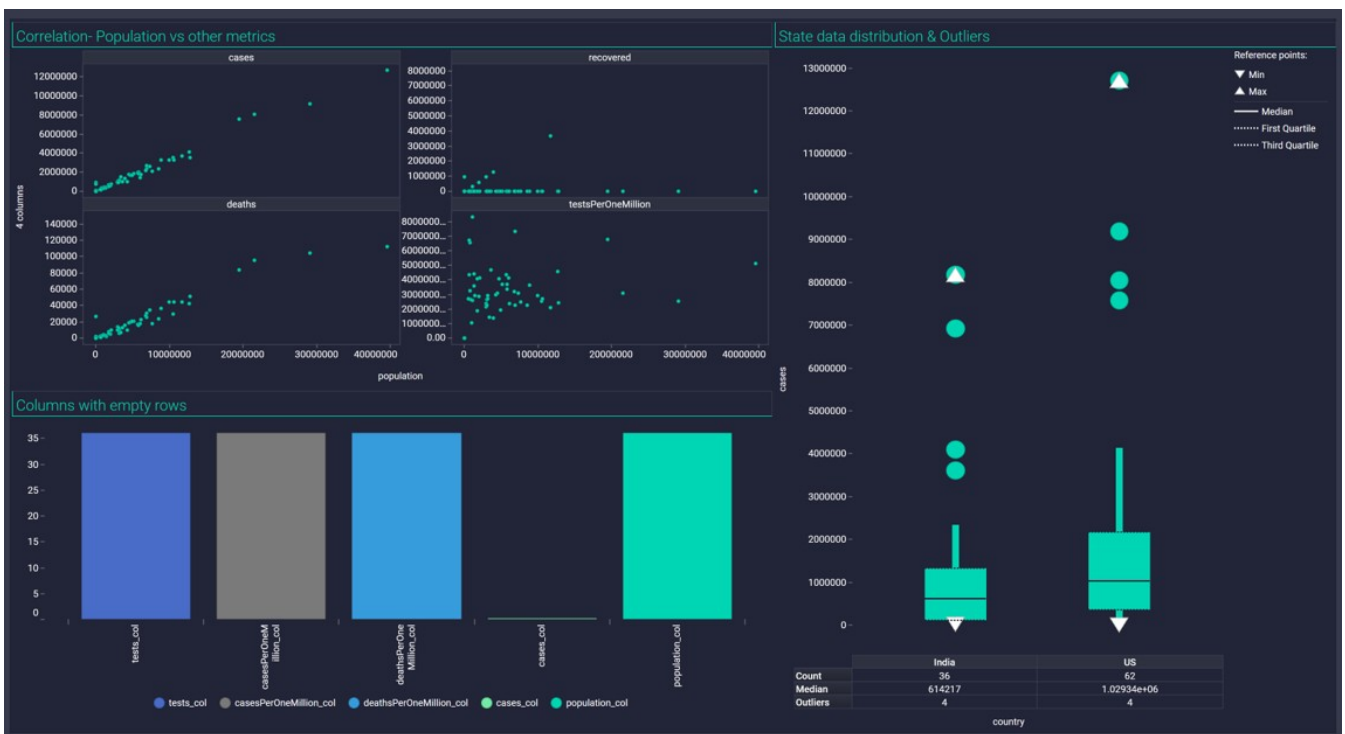 Correlation- Population vs other metrics
cases
recovered
12000000
10000000
8000000
6000000
4000000
2000000
0
8000000
7000000
6000000
5000000
4000000
3000000
2000000
1000000
0
deaths
testsPerOneMillion
140000
120000
100000
80000
60000
40000
20000
0
8000000...
7000000...
6000000...
5000000...
4000000...
3000000...
2000000...
1000000...
0.00
4 columns
0 10000000 20000000 30000000 40000000
0 10000000 20000000 30000000 40000000
population
Columns with empty rows
35
30
25
20
15
10
5
0
tests_col
casesPerOneM
illion_col
deathsPerOne
Million_col
cases_col
population_col
tests_col casesPerOneMillion_col deathsPerOneMillion_col cases_col population_col
State data distribution & Outliers
Reference points:
Min
Max
Median
First Quartile
Third Quartile
13000000
12000000
11000000
10000000
9000000
8000000
7000000
6000000
5000000
4000000
3000000
2000000
1000000
0
cases
India US
Count 36 62
Median 614217 1.02934e+06
Outliers 4 4
country